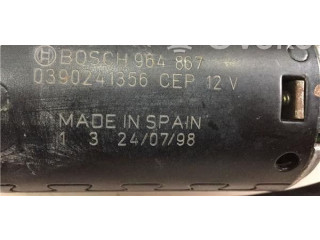 BOSCH 964 867
0390241356 CEP 12 V
MADE IN SPAIN
1 3 24/07/98